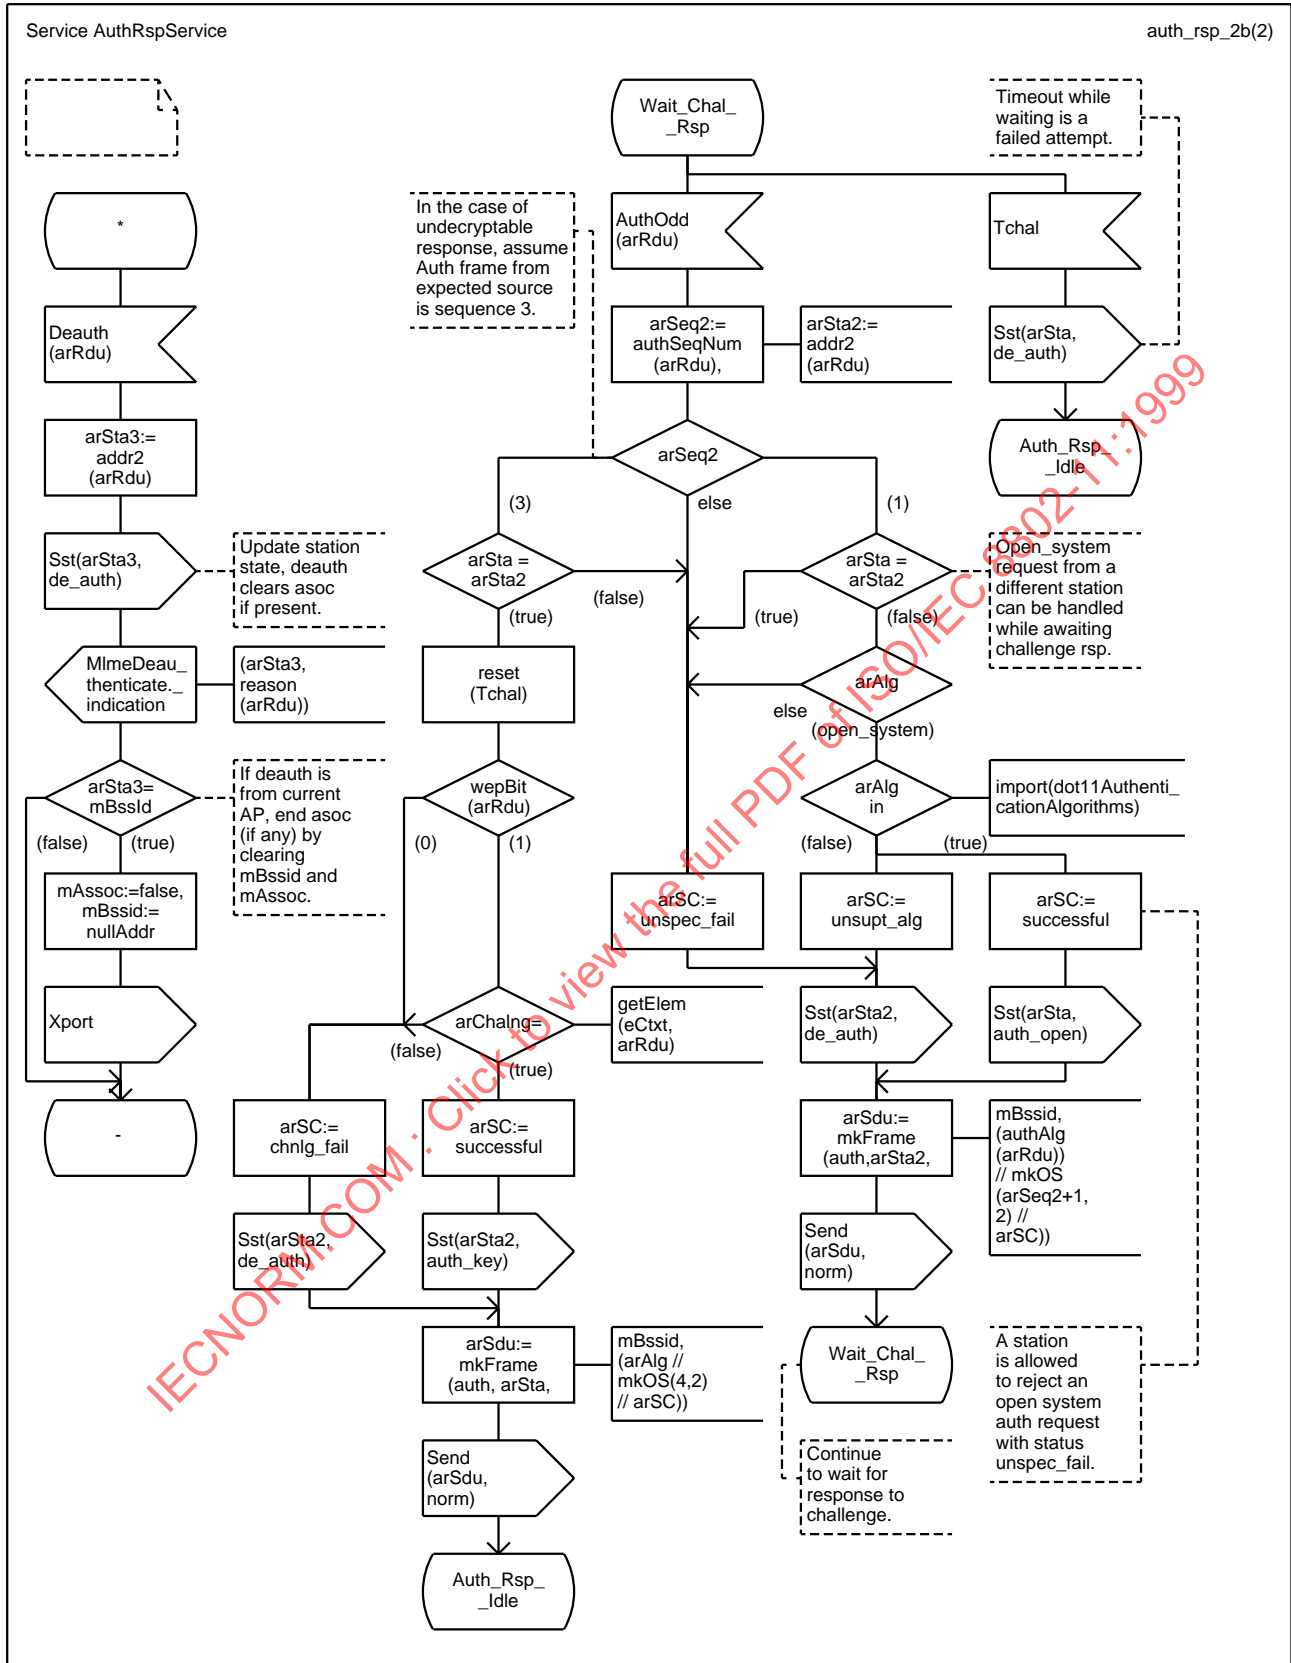 Service AuthRspService
auth_rsp_2b(2)
Wait_Chal_
_Rsp
Timeout while
waiting is a
failed attempt.
*
In the case of
undecryptable
response, assume
Auth frame from
expected source
is sequence 3.
AuthOdd
(arRdu)
Tchal
Deauth
(arRdu)
arSeq2:=
authSeqNum
(arRdu),
arSta2:=
addr2
(arRdu)
Sst(arSta,
de_auth)
arSta3:=
addr2
(arRdu)
arSeq2
Auth_Rsp_
_Idle
(3)
else
(1)
Sst(arSta3,
de_auth)
Update station
state, deauth
clears asoc
if present.
arSta =
arSta2
(false)
(true)
arSta =
arSta2
(true)
(false)
Open_system
request from a
different station
can be handled
while awaiting
challenge rsp.
MlmeDeau_
thenticate._
indication
(arSta3,
reason
(arRdu))
reset
(Tchal)
arAlg
else
(open_system)
arSta3=
mBssId
(false)
(true)
If deauth is
from current
AP, end asoc
(if any) by
clearing
mBssid and
mAssoc.
wepBit
(arRdu)
(0)
(1)
arAlg
in
import(dot11Authenti_
cationAlgorithms)
(false)
(true)
mAssoc:=false,
mBssid:=
nullAddr
arSC:=
unspec_fail
arSC:=
unsupt_alg
arSC:=
successful
Xport
arChalng=
(false)
(true)
getElem
(eCtxt,
arRdu)
Sst(arSta2,
de_auth)
Sst(arSta,
auth_open)
-
arSC:=
chnlg_fail
arSC:=
successful
arSdu:=
mkFrame
(auth,arSta2,
mBssid,
(authAlg
(arRdu))
// mkOS
(arSeq2+1,
2) //
arSC))
Sst(arSta2,
de_auth)
Sst(arSta2,
auth_key)
Send
(arSdu,
norm)
arSdu:=
mkFrame
(auth, arSta,
mBssid,
(arAlg //
mkOS(4,2)
// arSC))
Wait_Chal_
_Rsp
A station
is allowed
to reject an
open system
auth request
with status
unspec_fail.
Send
(arSdu,
norm)
Continue
to wait for
response to
challenge.
Auth_Rsp_
_Idle
IECNORM.COM : Click to view the full PDF of ISO/IEC 8802-11:1999